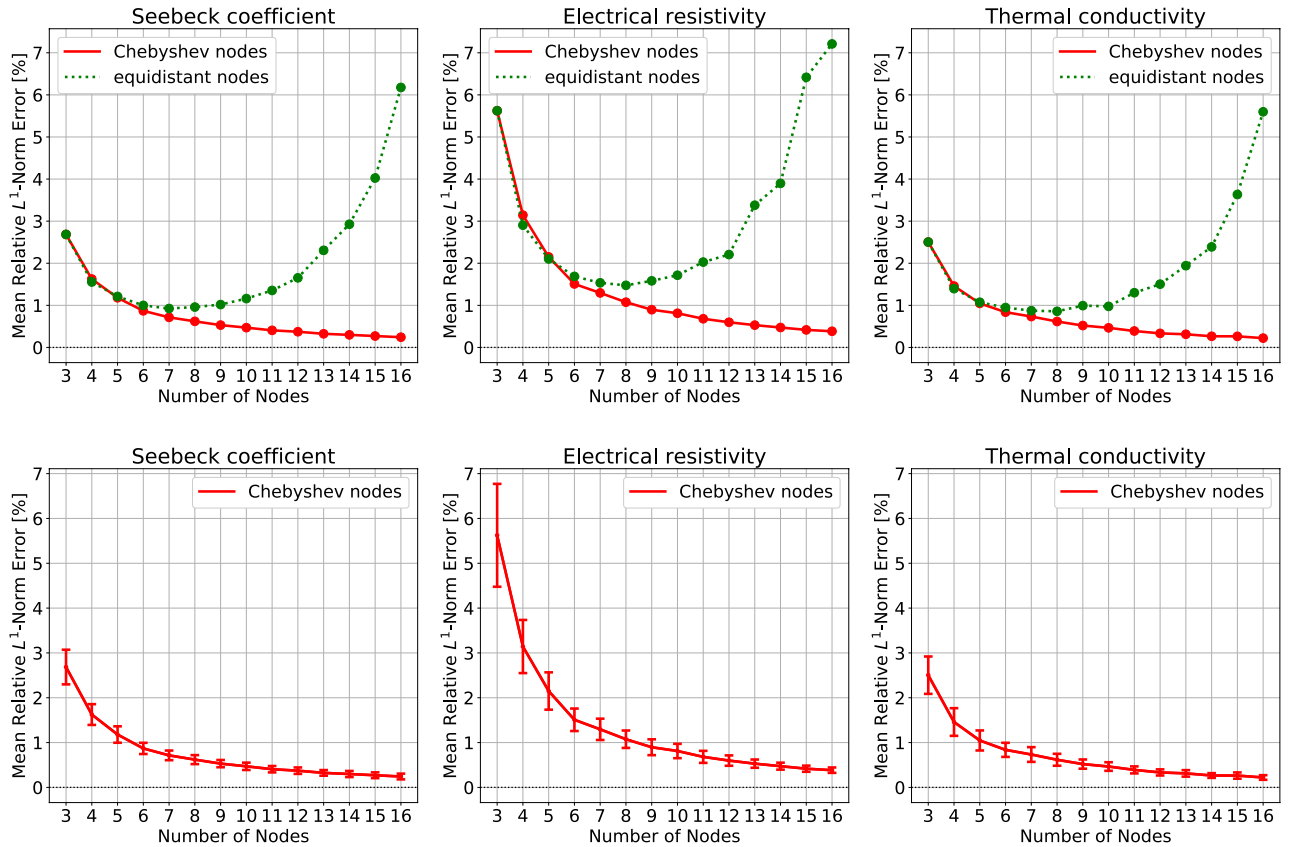 Seebeck coefficient
Mean Relative L¹-Norm Error [%]
7
6
5
4
3
2
1
0
Chebyshev nodes
equidistant nodes
3 4 5 6 7 8 9 10 11 12 13 14 15 16
Number of Nodes
Electrical resistivity
Mean Relative L¹-Norm Error [%]
7
6
5
4
3
2
1
0
Chebyshev nodes
equidistant nodes
3 4 5 6 7 8 9 10 11 12 13 14 15 16
Number of Nodes
Thermal conductivity
Mean Relative L¹-Norm Error [%]
7
6
5
4
3
2
1
0
Chebyshev nodes
equidistant nodes
3 4 5 6 7 8 9 10 11 12 13 14 15 16
Number of Nodes
Seebeck coefficient
Mean Relative L¹-Norm Error [%]
7
6
5
4
3
2
1
0
Chebyshev nodes
3 4 5 6 7 8 9 10 11 12 13 14 15 16
Number of Nodes
Electrical resistivity
Mean Relative L¹-Norm Error [%]
7
6
5
4
3
2
1
0
Chebyshev nodes
3 4 5 6 7 8 9 10 11 12 13 14 15 16
Number of Nodes
Thermal conductivity
Mean Relative L¹-Norm Error [%]
7
6
5
4
3
2
1
0
Chebyshev nodes
3 4 5 6 7 8 9 10 11 12 13 14 15 16
Number of Nodes